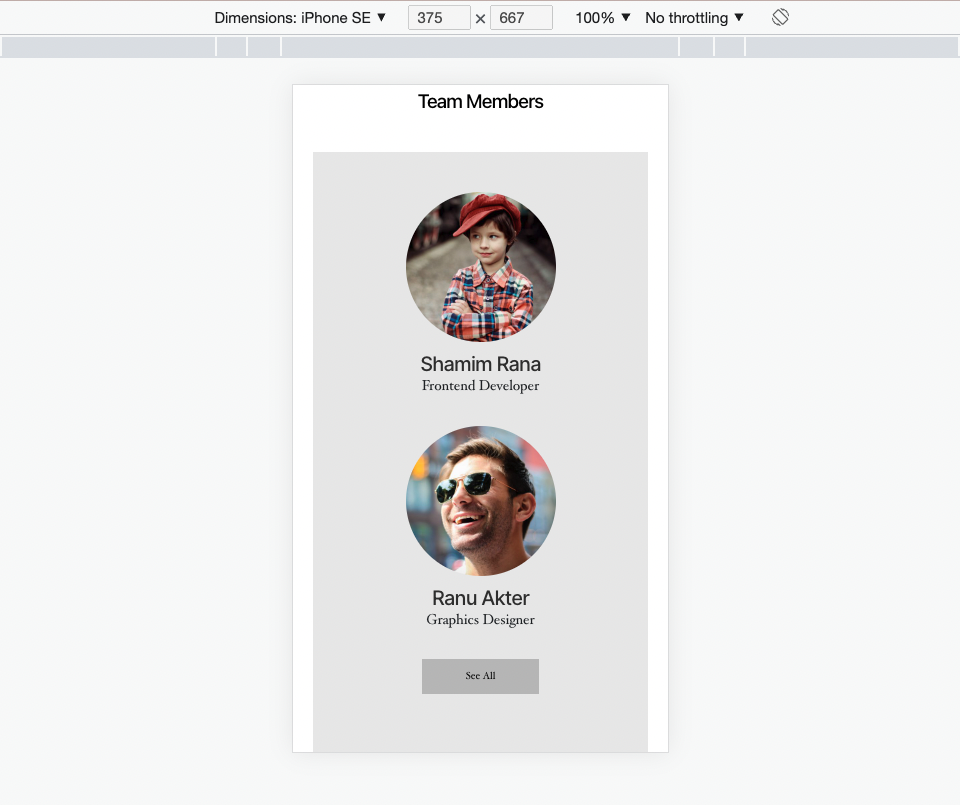 Dimensions: iPhone SE ▼ 375 × 667 100% ▼ No throttling ▼
Team Members
Shamim Rana
Frontend Developer
Ranu Akter
Graphics Designer
See All